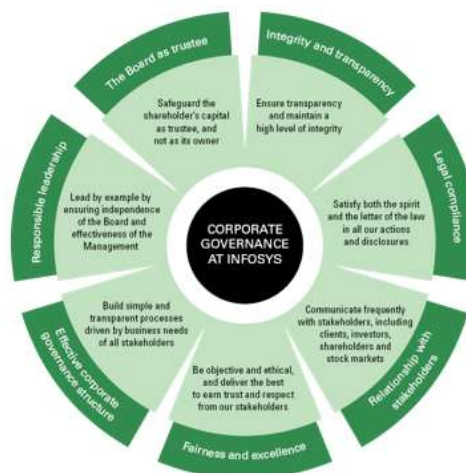 CORPORATE
GOVERNANCE
AT INFOSYS
Integrity and transparency
Ensure transparency
and maintain a
high level of integrity
Legal compliance
Satisfy both the spirit
and the letter of the law
in all our actions
and disclosures
Relationship with
stakeholders
Communicate frequently
with stakeholders, including
clients, investors,
shareholders and
stock markets
Fairness and excellence
Be objective and ethical,
and deliver the best
to earn trust and respect
from our stakeholders
Effective corporate
governance structure
Build simple and
transparent processes
driven by business needs
of all stakeholders
Responsible leadership
Lead by example by
ensuring independence
of the Board and
effectiveness of the
Management
The Board as trustee
Safeguard the
shareholder's capital
as trustee, and
not as its owner